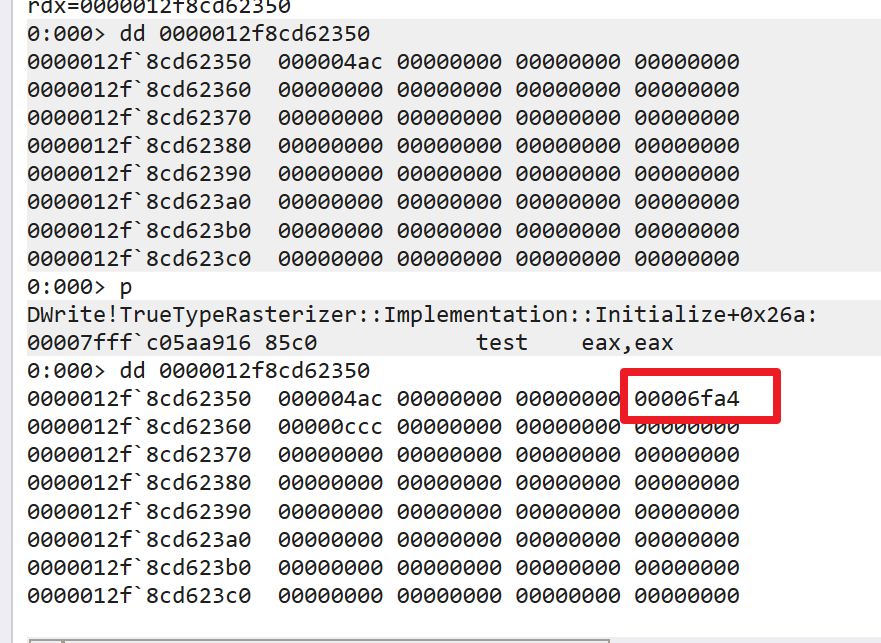 rdx=0000012f8cd62350
0:000> dd 0000012f8cd62350
0000012f`8cd62350  000004ac 00000000 00000000 00000000
0000012f`8cd62360  00000000 00000000 00000000 00000000
0000012f`8cd62370  00000000 00000000 00000000 00000000
0000012f`8cd62380  00000000 00000000 00000000 00000000
0000012f`8cd62390  00000000 00000000 00000000 00000000
0000012f`8cd623a0  00000000 00000000 00000000 00000000
0000012f`8cd623b0  00000000 00000000 00000000 00000000
0000012f`8cd623c0  00000000 00000000 00000000 00000000
0:000> p
DWrite!TrueTypeRasterizer::Implementation::Initialize+0x26a:
00007fff`c05aa916 85c0            test    eax,eax
0:000> dd 0000012f8cd62350
0000012f`8cd62350  000004ac 00000000 00000000 00006fa4
0000012f`8cd62360  00000ccc 00000000 00000000 00000000
0000012f`8cd62370  00000000 00000000 00000000 00000000
0000012f`8cd62380  00000000 00000000 00000000 00000000
0000012f`8cd62390  00000000 00000000 00000000 00000000
0000012f`8cd623a0  00000000 00000000 00000000 00000000
0000012f`8cd623b0  00000000 00000000 00000000 00000000
0000012f`8cd623c0  00000000 00000000 00000000 00000000